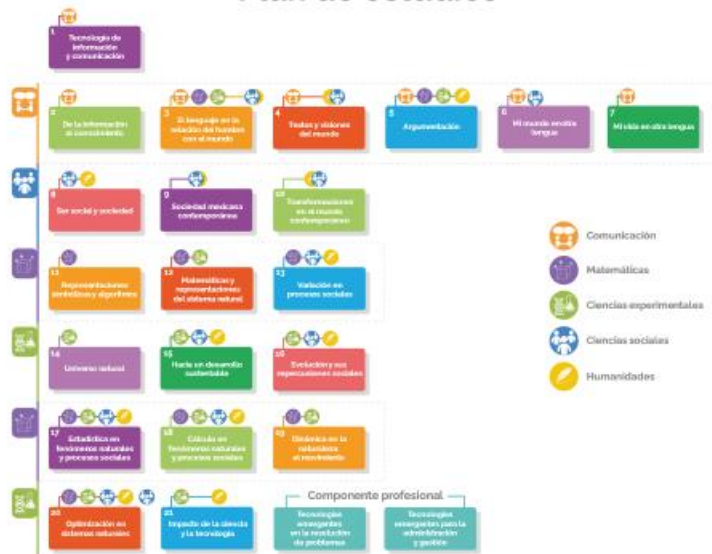 Plan de estudios
1
Tecnología de
información
y comunicación
2
De la información
al conocimiento
3
El lenguaje en la
relación del hombre
con el mundo
4
Textos y visiones
del mundo
5
Argumentación
6
Mi mundo en otra
lengua
7
Mi vida en otra lengua
8
Ser social y sociedad
9
Sociedad mexicana
contemporánea
10
Transformaciones
en el mundo
contemporáneo
11
Representaciones
simbólicas y algoritmos
12
Matemáticas y
representaciones
del sistema natural
13
Variación en
procesos sociales
14
Universo natural
15
Hacia un desarrollo
sustentable
16
Evolución y sus
repercusiones sociales
17
Estadística en
fenómenos naturales
y procesos sociales
18
Cálculo en
fenómenos naturales
y procesos sociales
19
Dinámica en la
naturaleza:
el movimiento
20
Optimización en
sistemas naturales
21
Impacto de la ciencia
y la tecnología
Componente profesional
Tecnologías
emergentes
en la resolución
de problemas
Tecnologías
emergentes para la
administración
y gestión
Comunicación
Matemáticas
Ciencias experimentales
Ciencias sociales
Humanidades